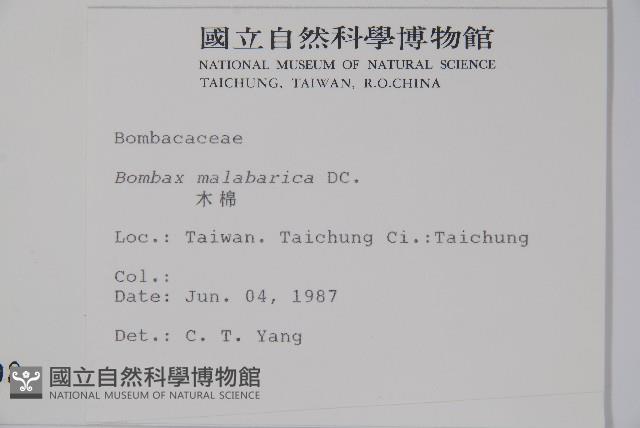 國立自然科學博物館
NATIONAL MUSEUM OF NATURAL SCIENCE
TAICHUNG, TAIWAN, R.O.CHINA
Bombacaceae
Bombax malabarica DC.
木棉
Loc.: Taiwan. Taichung Ci.:Taichung
Col.:
Date: Jun. 04, 1987
Det.: C. T. Yang
國立自然科學博物館
NATIONAL MUSEUM OF NATURAL SCIENCE